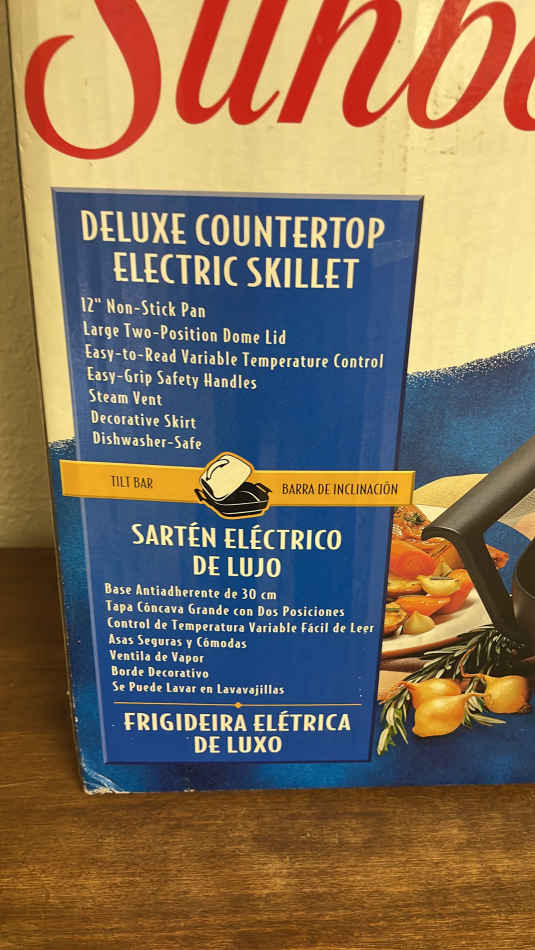 Sunb
DELUXE COUNTERTOP
ELECTRIC SKILLET
12" Non-Stick Pan
Large Two-Position Dome Lid
Easy-to-Read Variable Temperature Control
Easy-Grip Safety Handles
Steam Vent
Decorative Skirt
Dishwasher-Safe
TILT BAR
BARRA DE INCLINACIÓN
SARTÉN ELÉCTRICO
DE LUJO
Base Antiadherente de 30 cm
Tapa Cóncava Grande con Dos Posiciones
Control de Temperatura Variable Fácil de Leer
Asas Seguras y Cómodas
Ventila de Vapor
Borde Decorativo
Se Puede Lavar en Lavavajillas
FRIGIDEIRA ELÉTRICA
DE LUXO